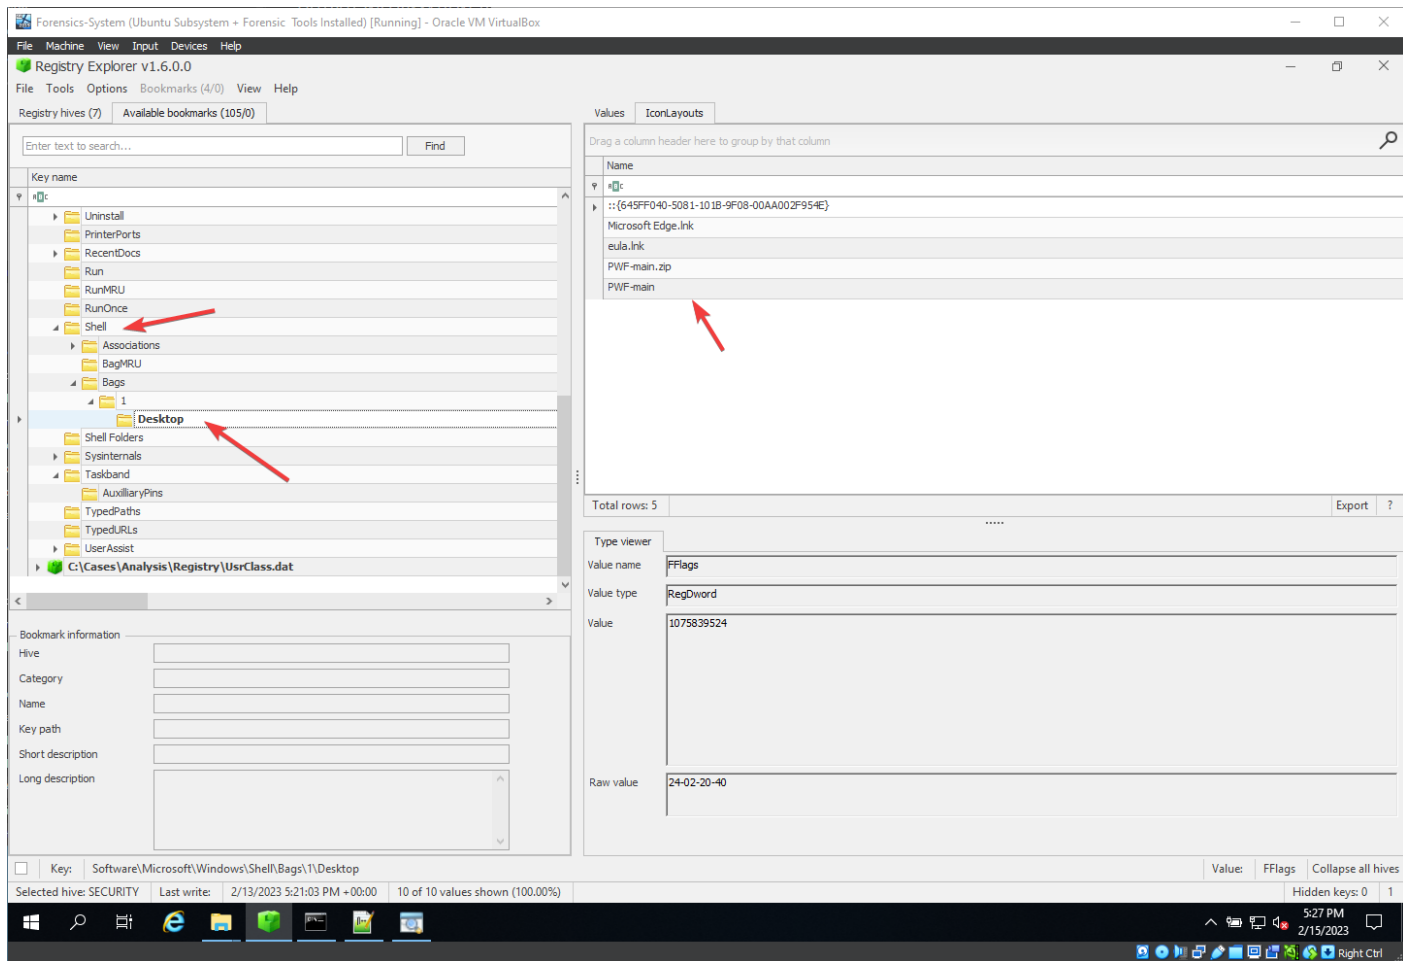 Forensics-System (Ubuntu Subsystem + Forensic Tools Installed) [Running] - Oracle VM VirtualBox
File Machine View Input Devices Help
Registry Explorer v1.6.0.0
File Tools Options Bookmarks (4/0) View Help
Registry hives (7) Available bookmarks (105/0)
Enter text to search... Find
Key name
Uninstall
PrinterPorts
RecentDocs
Run
RunMRU
RunOnce
Shell
Associations
BagMRU
Bags
1
Desktop
Shell Folders
Sysinternals
Taskband
AuxilliaryPins
TypedPaths
TypedURLs
UserAssist
C:\Cases\Analysis\Registry\UsrClass.dat
Bookmark information
Hive
Category
Name
Key path
Short description
Long description
Values IconLayouts
Drag a column header here to group by that column
Name
::{645FF040-5081-101B-9F08-00AA002F954E}
Microsoft Edge.lnk
eula.lnk
PWF-main.zip
PWF-main
Total rows: 5 Export ?
Type viewer
Value name FFlags
Value type RegDword
Value 1075839524
Raw value 24-02-20-40
Key: Software\Microsoft\Windows\Shell\Bags\1\Desktop Value: FFlags Collapse all hives
Selected hive: SECURITY Last write: 2/13/2023 5:21:03 PM +00:00 10 of 10 values shown (100.00%) Hidden keys: 0 1
5:27 PM
2/15/2023
Right Ctrl